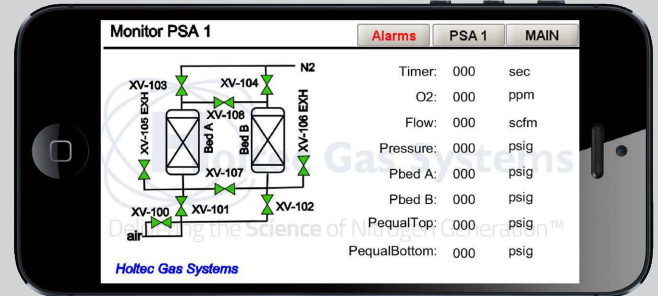 Monitor PSA 1
Alarms
PSA 1
MAIN
N2
XV-103
XV-104
XV-108
XV-105 EXH
Bed A
Bed B
XV-106 EXH
XV-107
XV-100
XV-101
XV-102
air
Timer: 000 sec
O2: 000 ppm
Flow: 000 scfm
Pressure: 000 psig
Pbed A: 000 psig
Pbed B: 000 psig
PequalTop: 000 psig
PequalBottom: 000 psig
Holtec Gas Systems
Delivering the Science of Nitrogen Generation™
Holtec Gas Systems